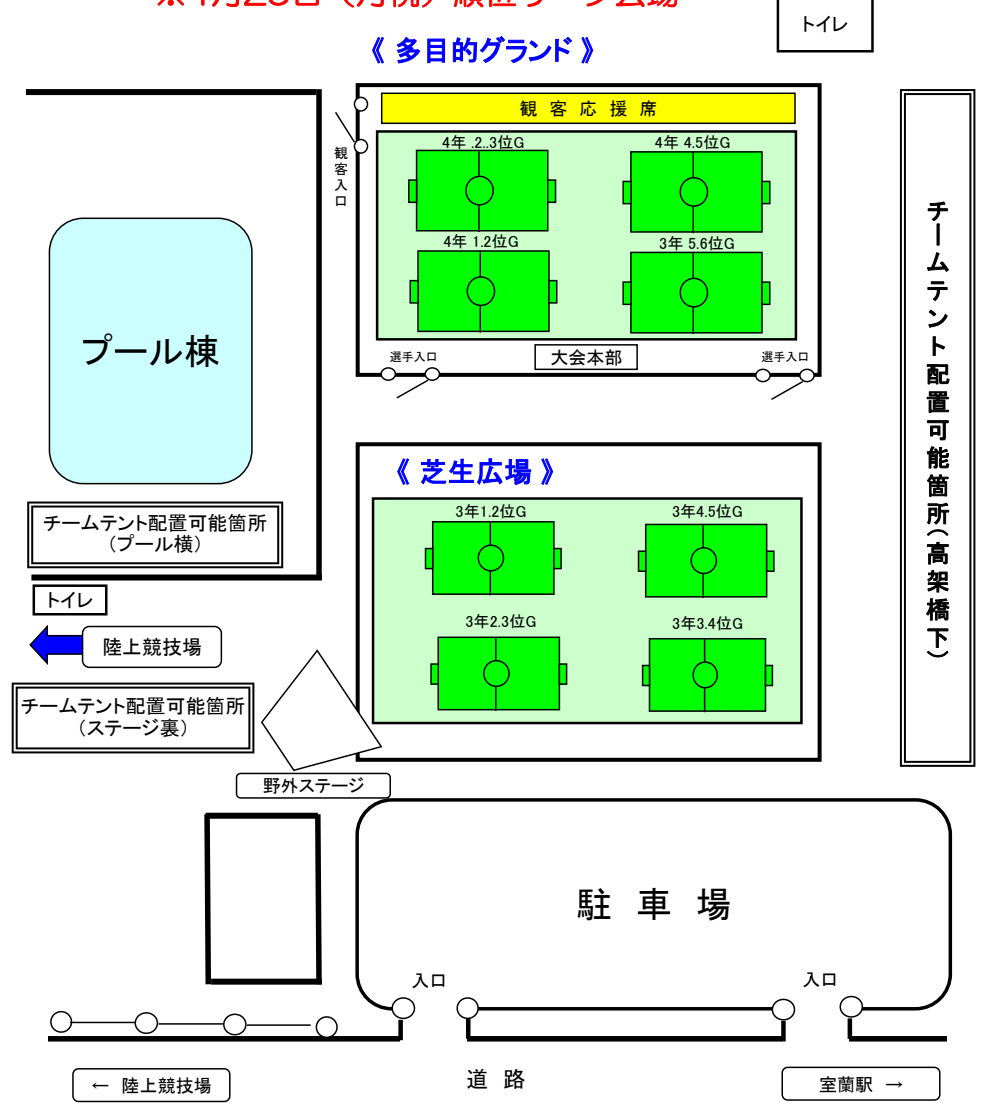 トイレ
《 多目的グランド 》
観 客 応 援 席
観客入口
4年 .2..3位G
4年 4.5位G
4年 1.2位G
3年 5.6位G
選手入口
大会本部
選手入口
チームテント配置可能箇所(高架橋下)
プール棟
《 芝生広場 》
3年1.2位G
3年4.5位G
3年2.3位G
3年3.4位G
チームテント配置可能箇所
(プール横)
トイレ
陸上競技場
チームテント配置可能箇所
(ステージ裏)
野外ステージ
駐 車 場
入口
入口
← 陸上競技場
道 路
室蘭駅 →